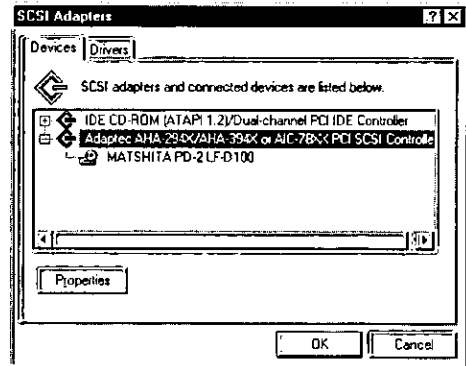 SCSI Adapters
Devices
Drivers
SCSI adapters and connected devices are listed below.
IDE CD-ROM (ATAPI 1.2)/Dual-channel PCI IDE Controller
Adaptec AHA-294X/AHA-394X or AIC-78XX PCI SCSI Controlle
MATSHITA PD-2 LF-D100
Properties
OK
Cancel